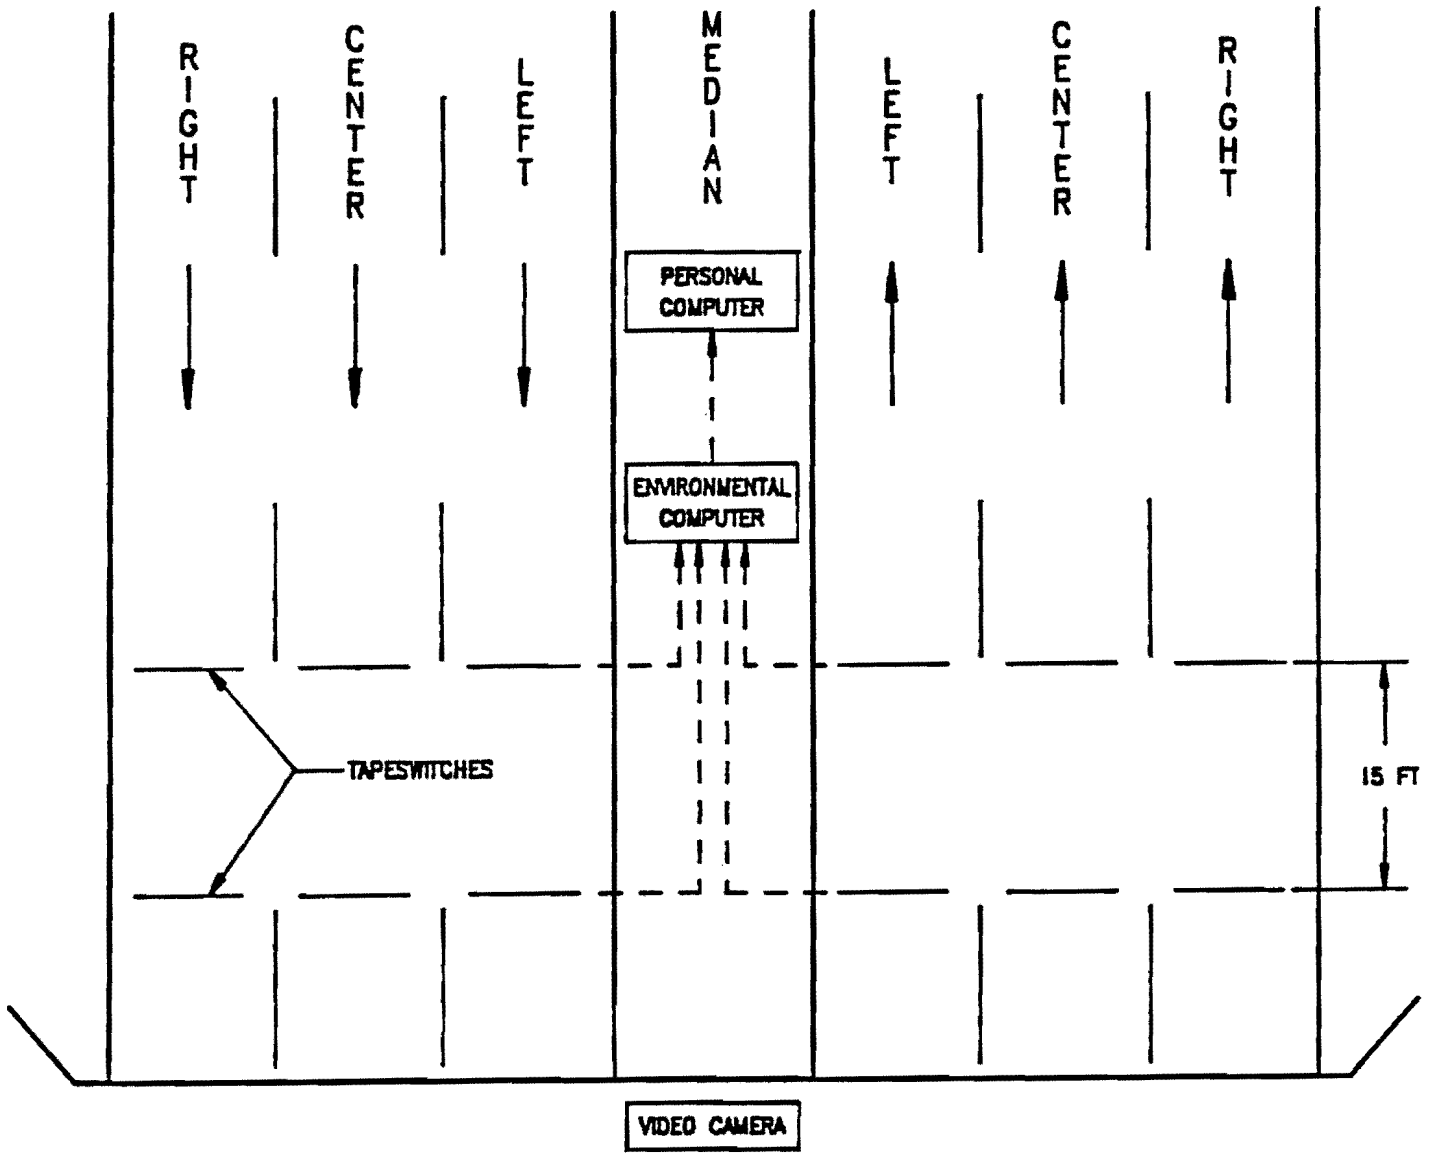 RIGHT
CENTER
LEFT
MEDIAN
LEFT
CENTER
RIGHT
PERSONAL
COMPUTER
ENVIRONMENTAL
COMPUTER
TAPESWITCHES
15 FT
VIDEO CAMERA